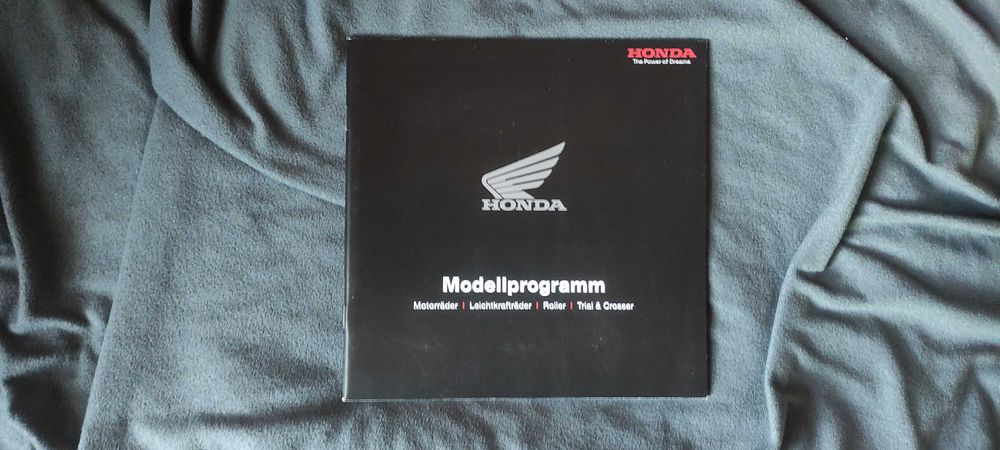 HONDA
The Power of Dreams
HONDA
Modellprogramm
Motorräder | Leichtkrafträder | Roller | Trial & Crosser